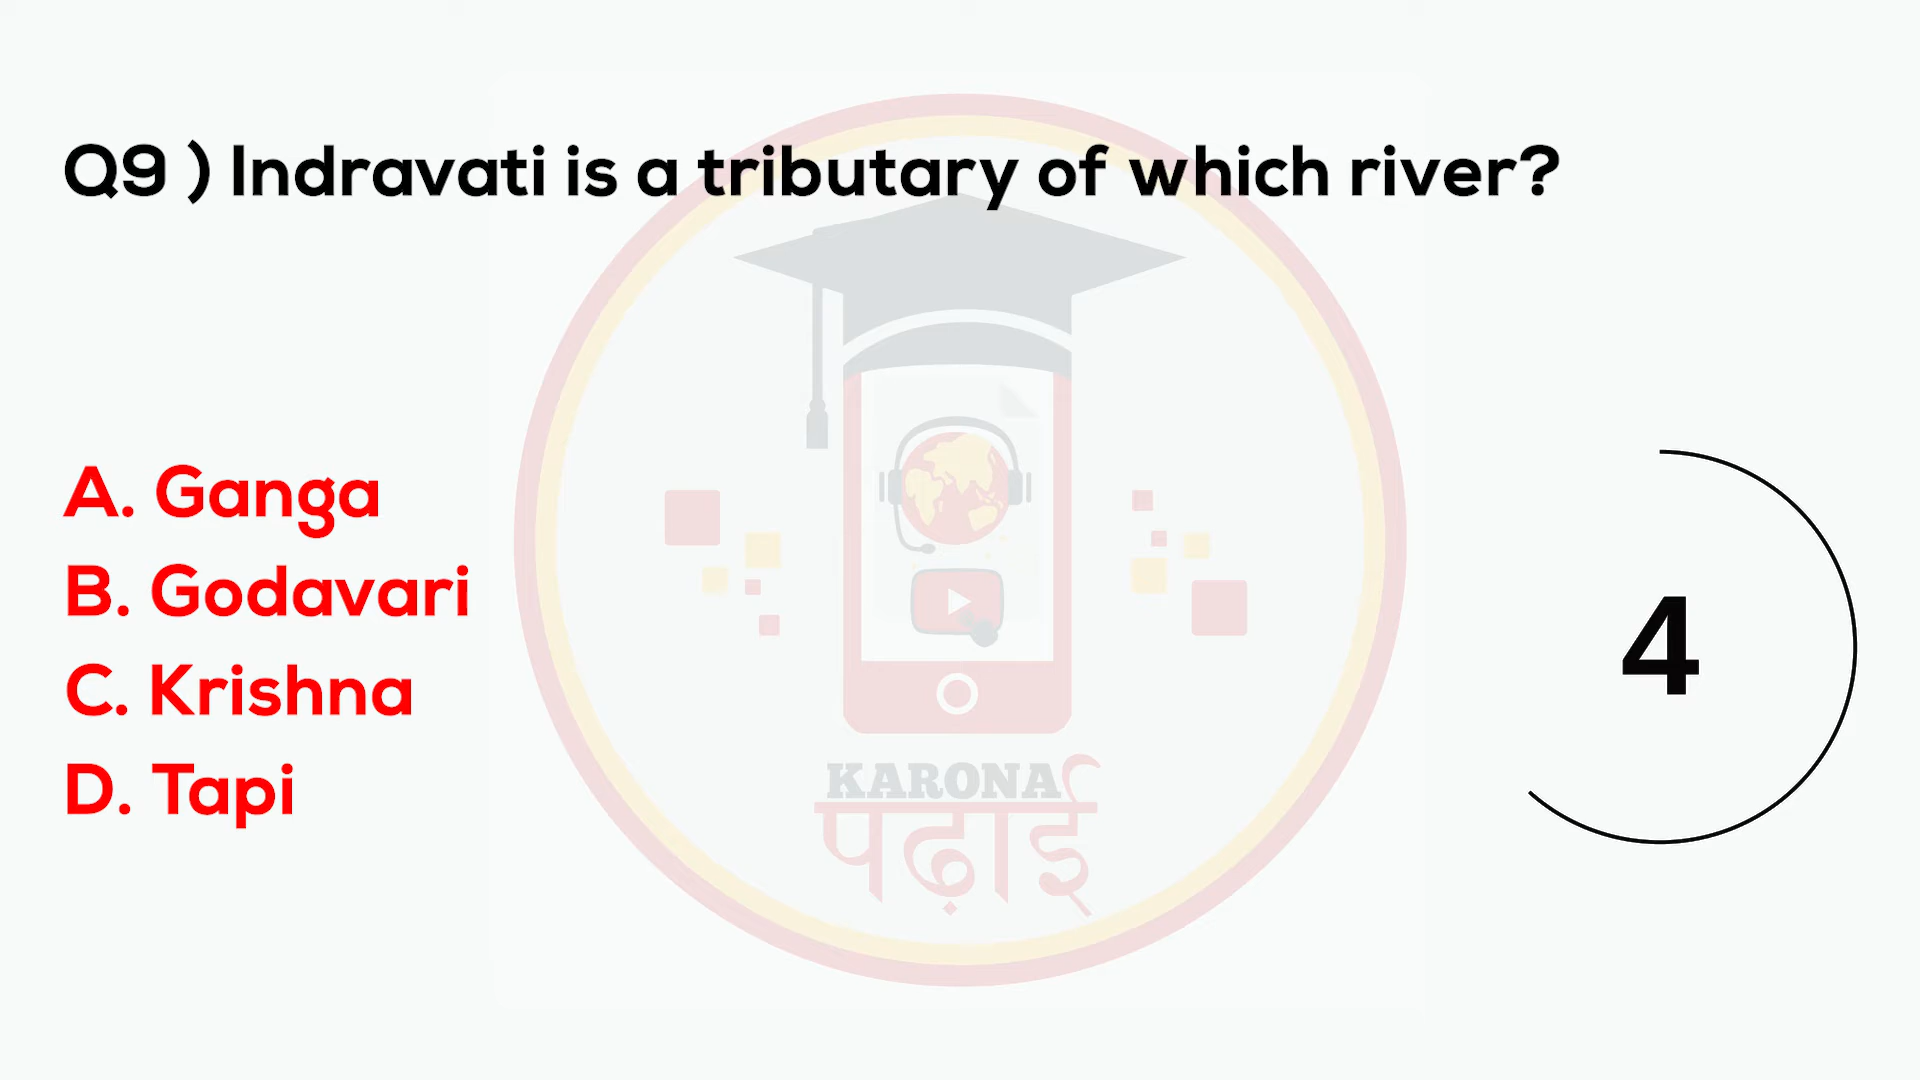 Q9 ) Indravati is a tributary of which river?
A. Ganga
B. Godavari
C. Krishna
D. Tapi
4
KARONA
पढ़ाई